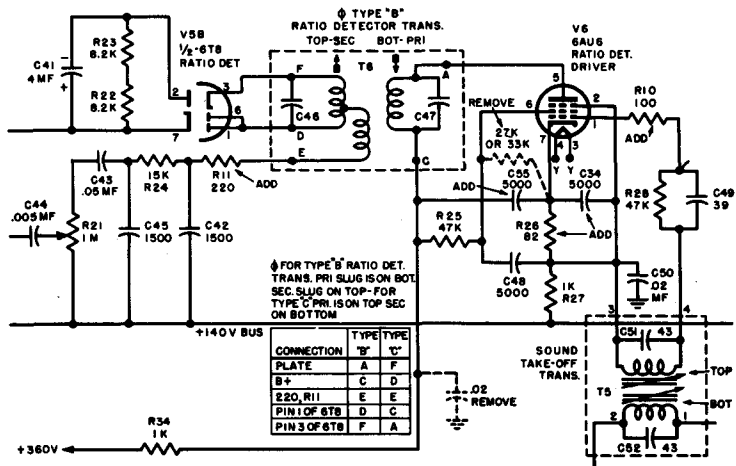 ϕ TYPE "B"
RATIO DETECTOR TRANS.
TOP-SEC BOT-PRI
V5B
1/2-6T8
RATIO DET
V6
6AU6
RATIO DET.
DRIVER
R23
8.2K
C41
4MF
-
+
R22
8.2K
2
7
3
6
1
F
D
E
B
B
T6
C46
C47
A
C
REMOVE
27K
OR 33K
5
6
2
1
7
4
3
Y
Y
R10
100
ADD
C43
.05MF
15K
R24
R11
220
ADD
C44
.005MF
R21
1M
C45
1500
C42
1500
ADD
C55
5000
C34
5000
R28
47K
C49
39
R25
47K
R26
82
ADD
C48
5000
1K
R27
C50
.02
MF
ϕ FOR TYPE "B" RATIO DET.
TRANS. PRI SLUG IS ON BOT.
SEC. SLUG ON TOP-FOR
TYPE "C" PRI. IS ON TOP SEC
ON BOTTOM
+140V BUS
CONNECTION TYPE "B" TYPE "C"
PLATE A F
B+ C D
220, R11 E E
PIN 1 OF 6T8 D C
PIN 3 OF 6T8 F A
.02
REMOVE
SOUND
TAKE-OFF
TRANS.
3
4
C51 43
TOP
T5
BOT
2
1
C52 43
R34
1K
+360V